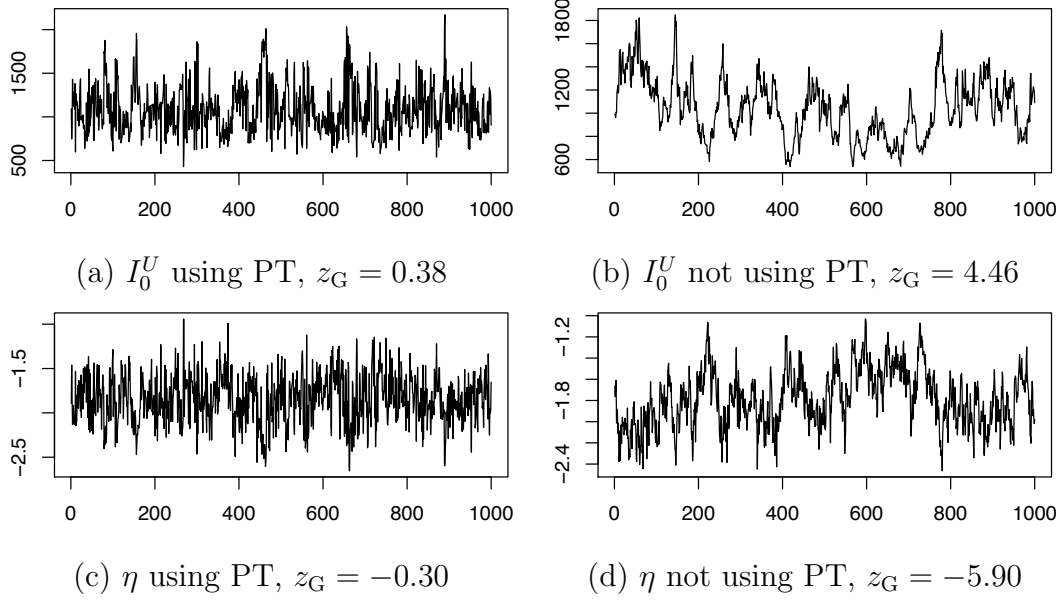 500 1500
0 200 400 600 800 1000
(a) I_0^U using PT, z_G = 0.38
600 1200 1800
0 200 400 600 800 1000
(b) I_0^U not using PT, z_G = 4.46
−2.5 −1.5
0 200 400 600 800 1000
(c) η using PT, z_G = −0.30
−2.4 −1.8 −1.2
0 200 400 600 800 1000
(d) η not using PT, z_G = −5.90